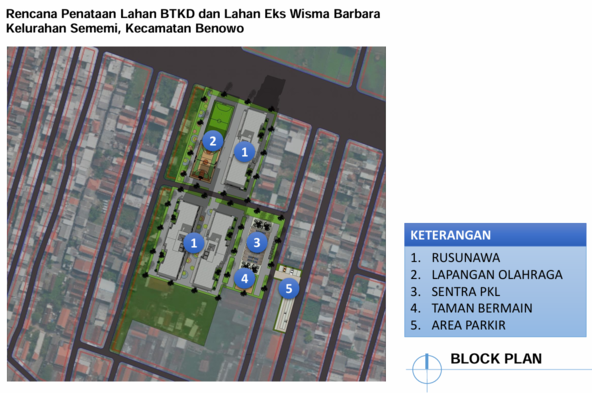 Rencana Penataan Lahan BTKD dan Lahan Eks Wisma Barbara
Kelurahan Sememi, Kecamatan Benowo
2
1
1
3
4
5
KETERANGAN
1. RUSUNAWA
2. LAPANGAN OLAHRAGA
3. SENTRA PKL
4. TAMAN BERMAIN
5. AREA PARKIR
BLOCK PLAN